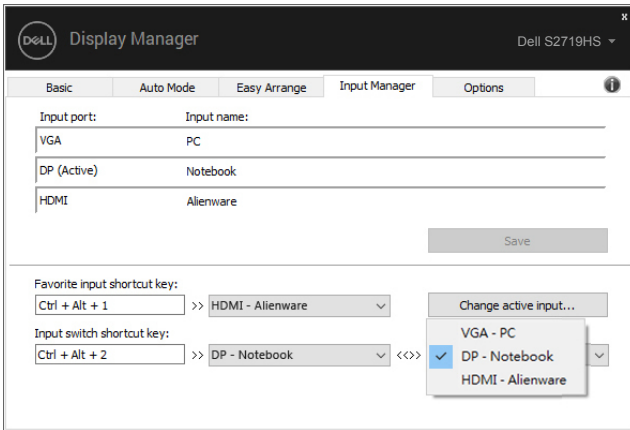 x
DELL Display Manager
Dell S2719HS
Basic Auto Mode Easy Arrange Input Manager Options i
Input port: Input name:
VGA PC
DP (Active) Notebook
HDMI Alienware
Save
Favorite input shortcut key:
Ctrl + Alt + 1 >> HDMI - Alienware Change active input...
Input switch shortcut key:
Ctrl + Alt + 2 >> DP - Notebook <<>>
VGA - PC
DP - Notebook
HDMI - Alienware